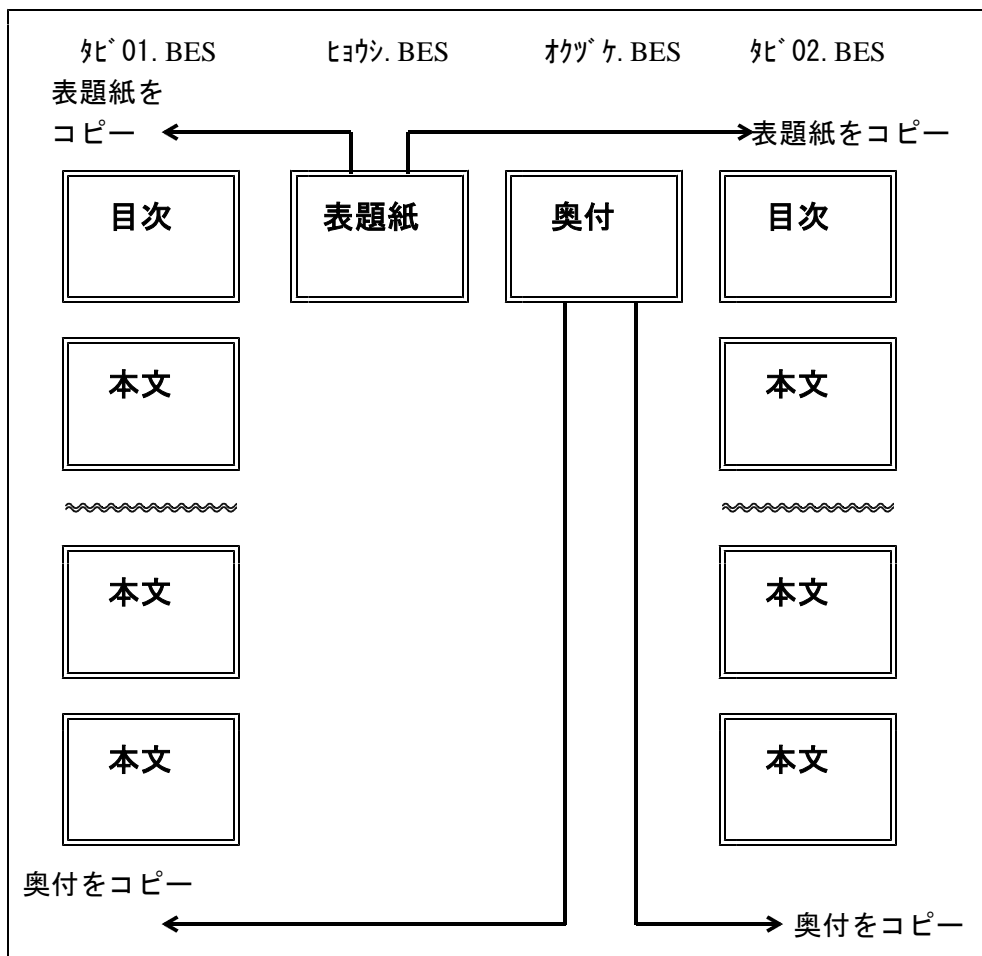 ﾀﾋﾞ01. BES ﾋｮｳｼ. BES ｵｸﾂﾞｹ. BES ﾀﾋﾞ02. BES
表題紙を
コピー
表題紙をコピー
目次 表題紙 奥付 目次
本文 本文
本文 本文
本文 本文
奥付をコピー
奥付をコピー